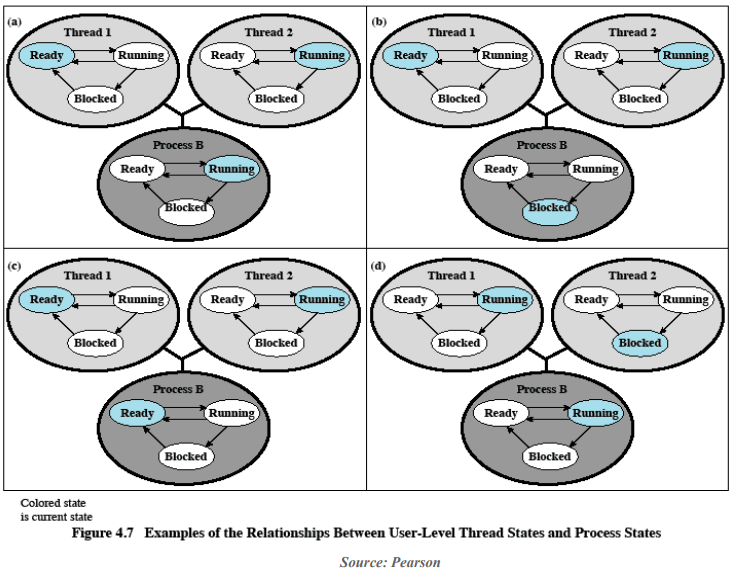 (a)
Thread 1
Ready Running
Blocked
Thread 2
Ready Running
Blocked
Process B
Ready Running
Blocked
(b)
Thread 1
Ready Running
Blocked
Thread 2
Ready Running
Blocked
Process B
Ready Running
Blocked
(c)
Thread 1
Ready Running
Blocked
Thread 2
Ready Running
Blocked
Process B
Ready Running
Blocked
(d)
Thread 1
Ready Running
Blocked
Thread 2
Ready Running
Blocked
Process B
Ready Running
Blocked
Colored state
is current state
Figure 4.7 Examples of the Relationships Between User-Level Thread States and Process States
Source: Pearson